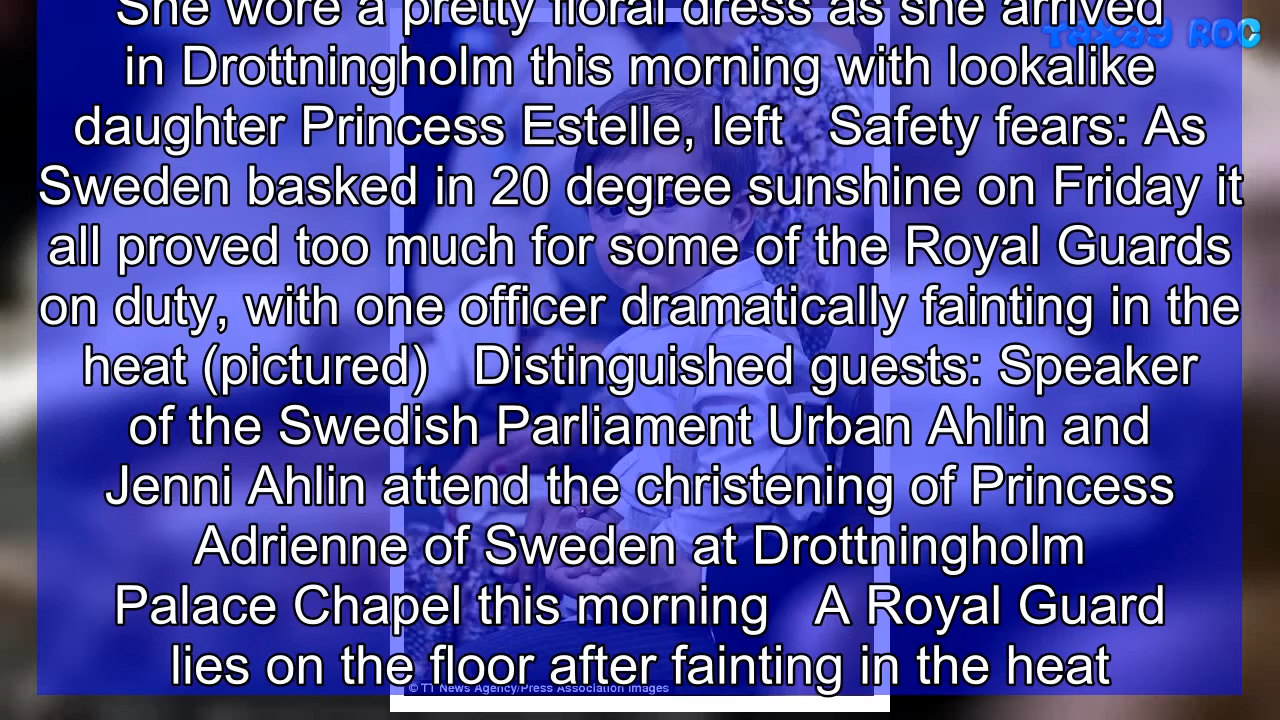 She wore a pretty floral dress as she arrived
TAXAY ROC
in Drottningholm this morning with lookalike
daughter Princess Estelle, left Safety fears: As
Sweden basked in 20 degree sunshine on Friday it
all proved too much for some of the Royal Guards
on duty, with one officer dramatically fainting in the
heat (pictured) Distinguished guests: Speaker
of the Swedish Parliament Urban Ahlin and
Jenni Ahlin attend the christening of Princess
Adrienne of Sweden at Drottningholm
Palace Chapel this morning A Royal Guard
lies on the floor after fainting in the heat
© TT News Agency/Press Association Images